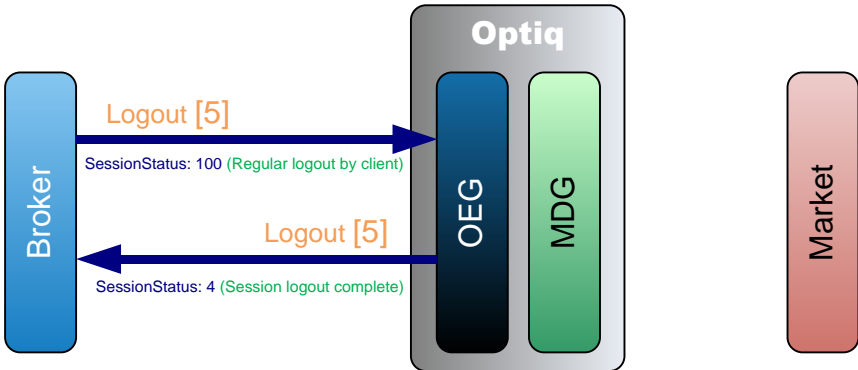 Optiq
Logout [5]
SessionStatus: 100 (Regular logout by client)
Broker
OEG
MDG
Market
Logout [5]
SessionStatus: 4 (Session logout complete)